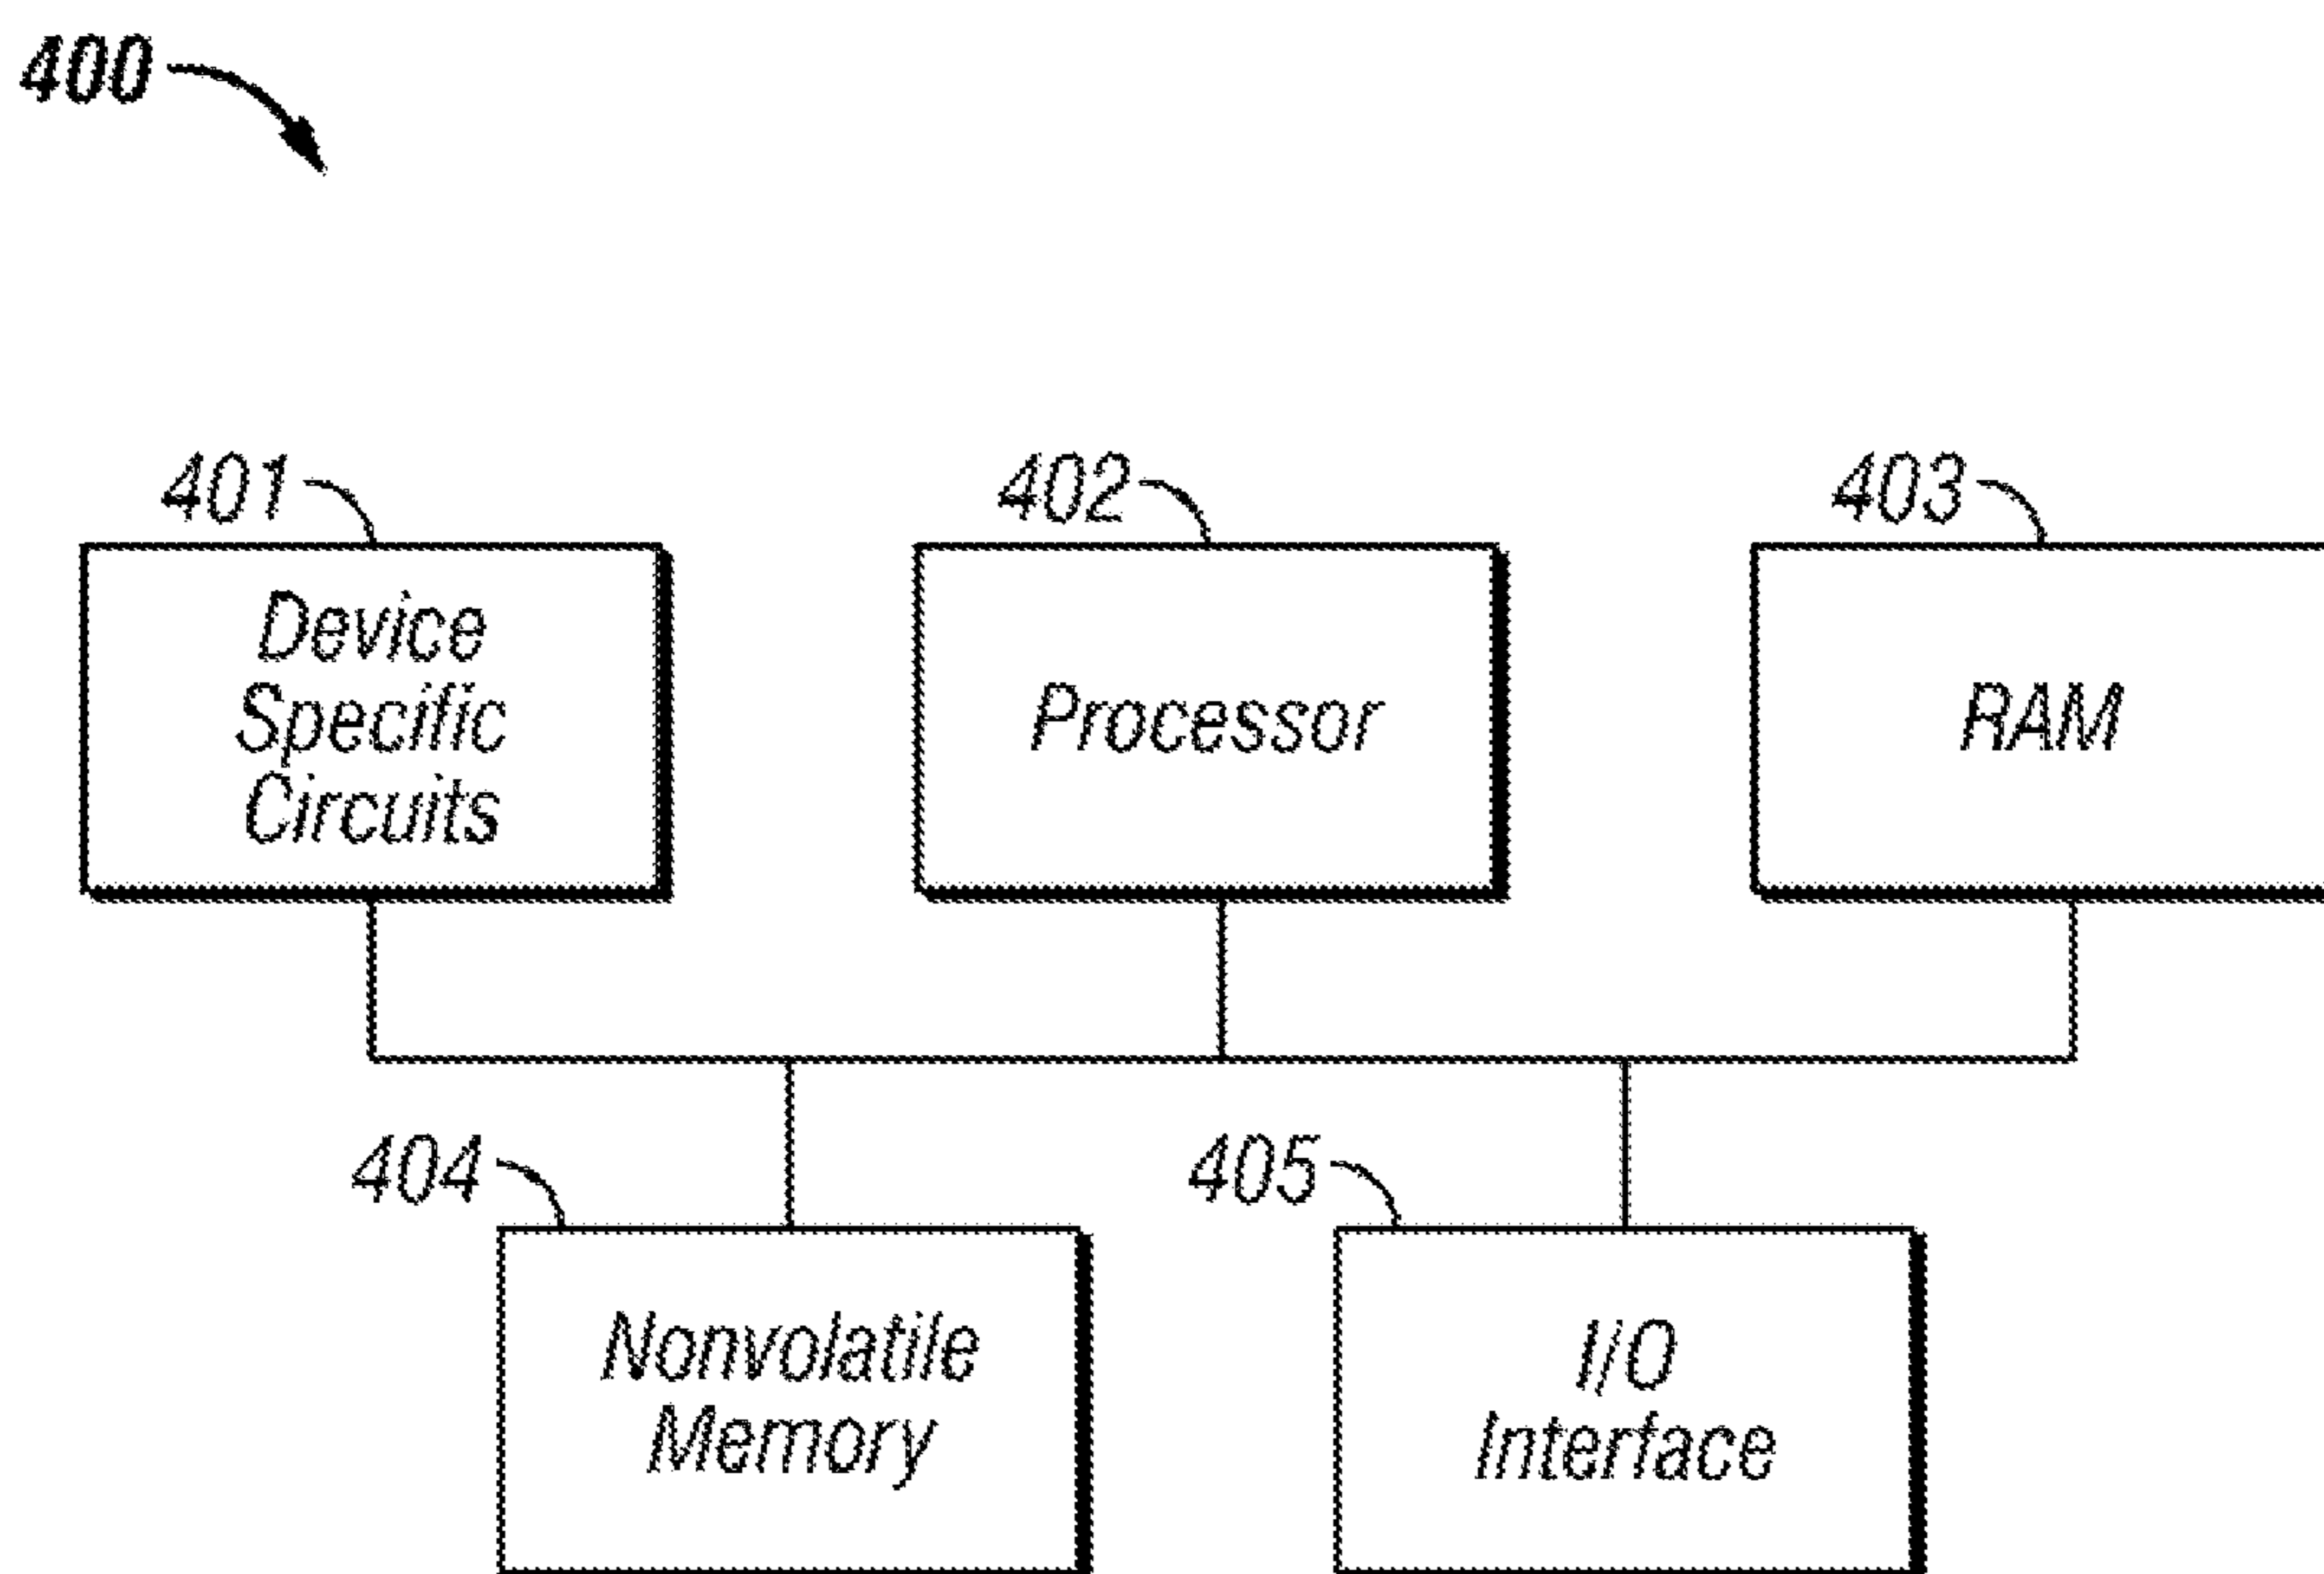 400
401
402
403
Device
Specific
Circuits
Processor
RAM
404
405
Nonvolatile
Memory
I/O
Interface